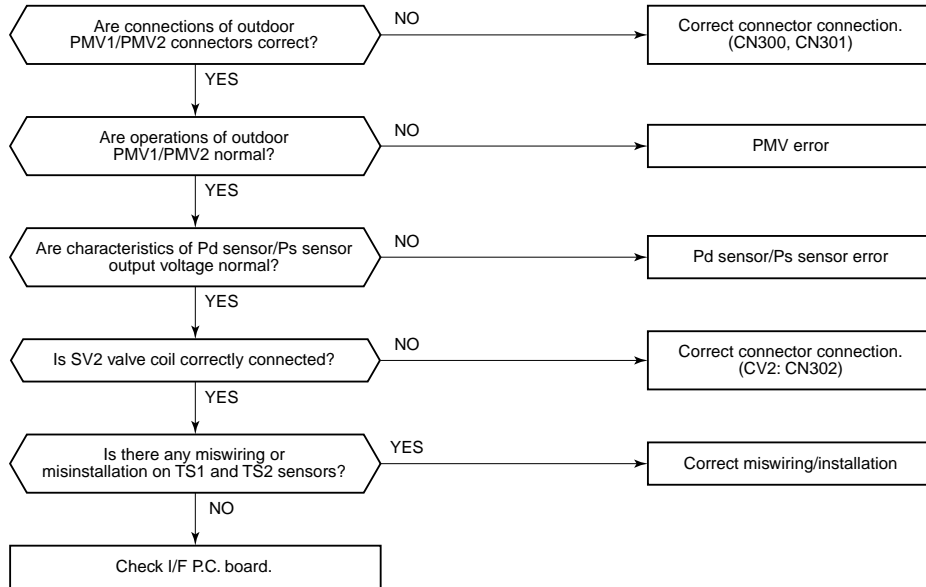 Are connections of outdoor
PMV1/PMV2 connectors correct?
NO
Correct connector connection.
(CN300, CN301)
YES
Are operations of outdoor
PMV1/PMV2 normal?
NO
PMV error
YES
Are characteristics of Pd sensor/Ps sensor
output voltage normal?
NO
Pd sensor/Ps sensor error
YES
Is SV2 valve coil correctly connected?
NO
Correct connector connection.
(CV2: CN302)
YES
Is there any miswiring or
misinstallation on TS1 and TS2 sensors?
YES
Correct miswiring/installation
NO
Check I/F P.C. board.